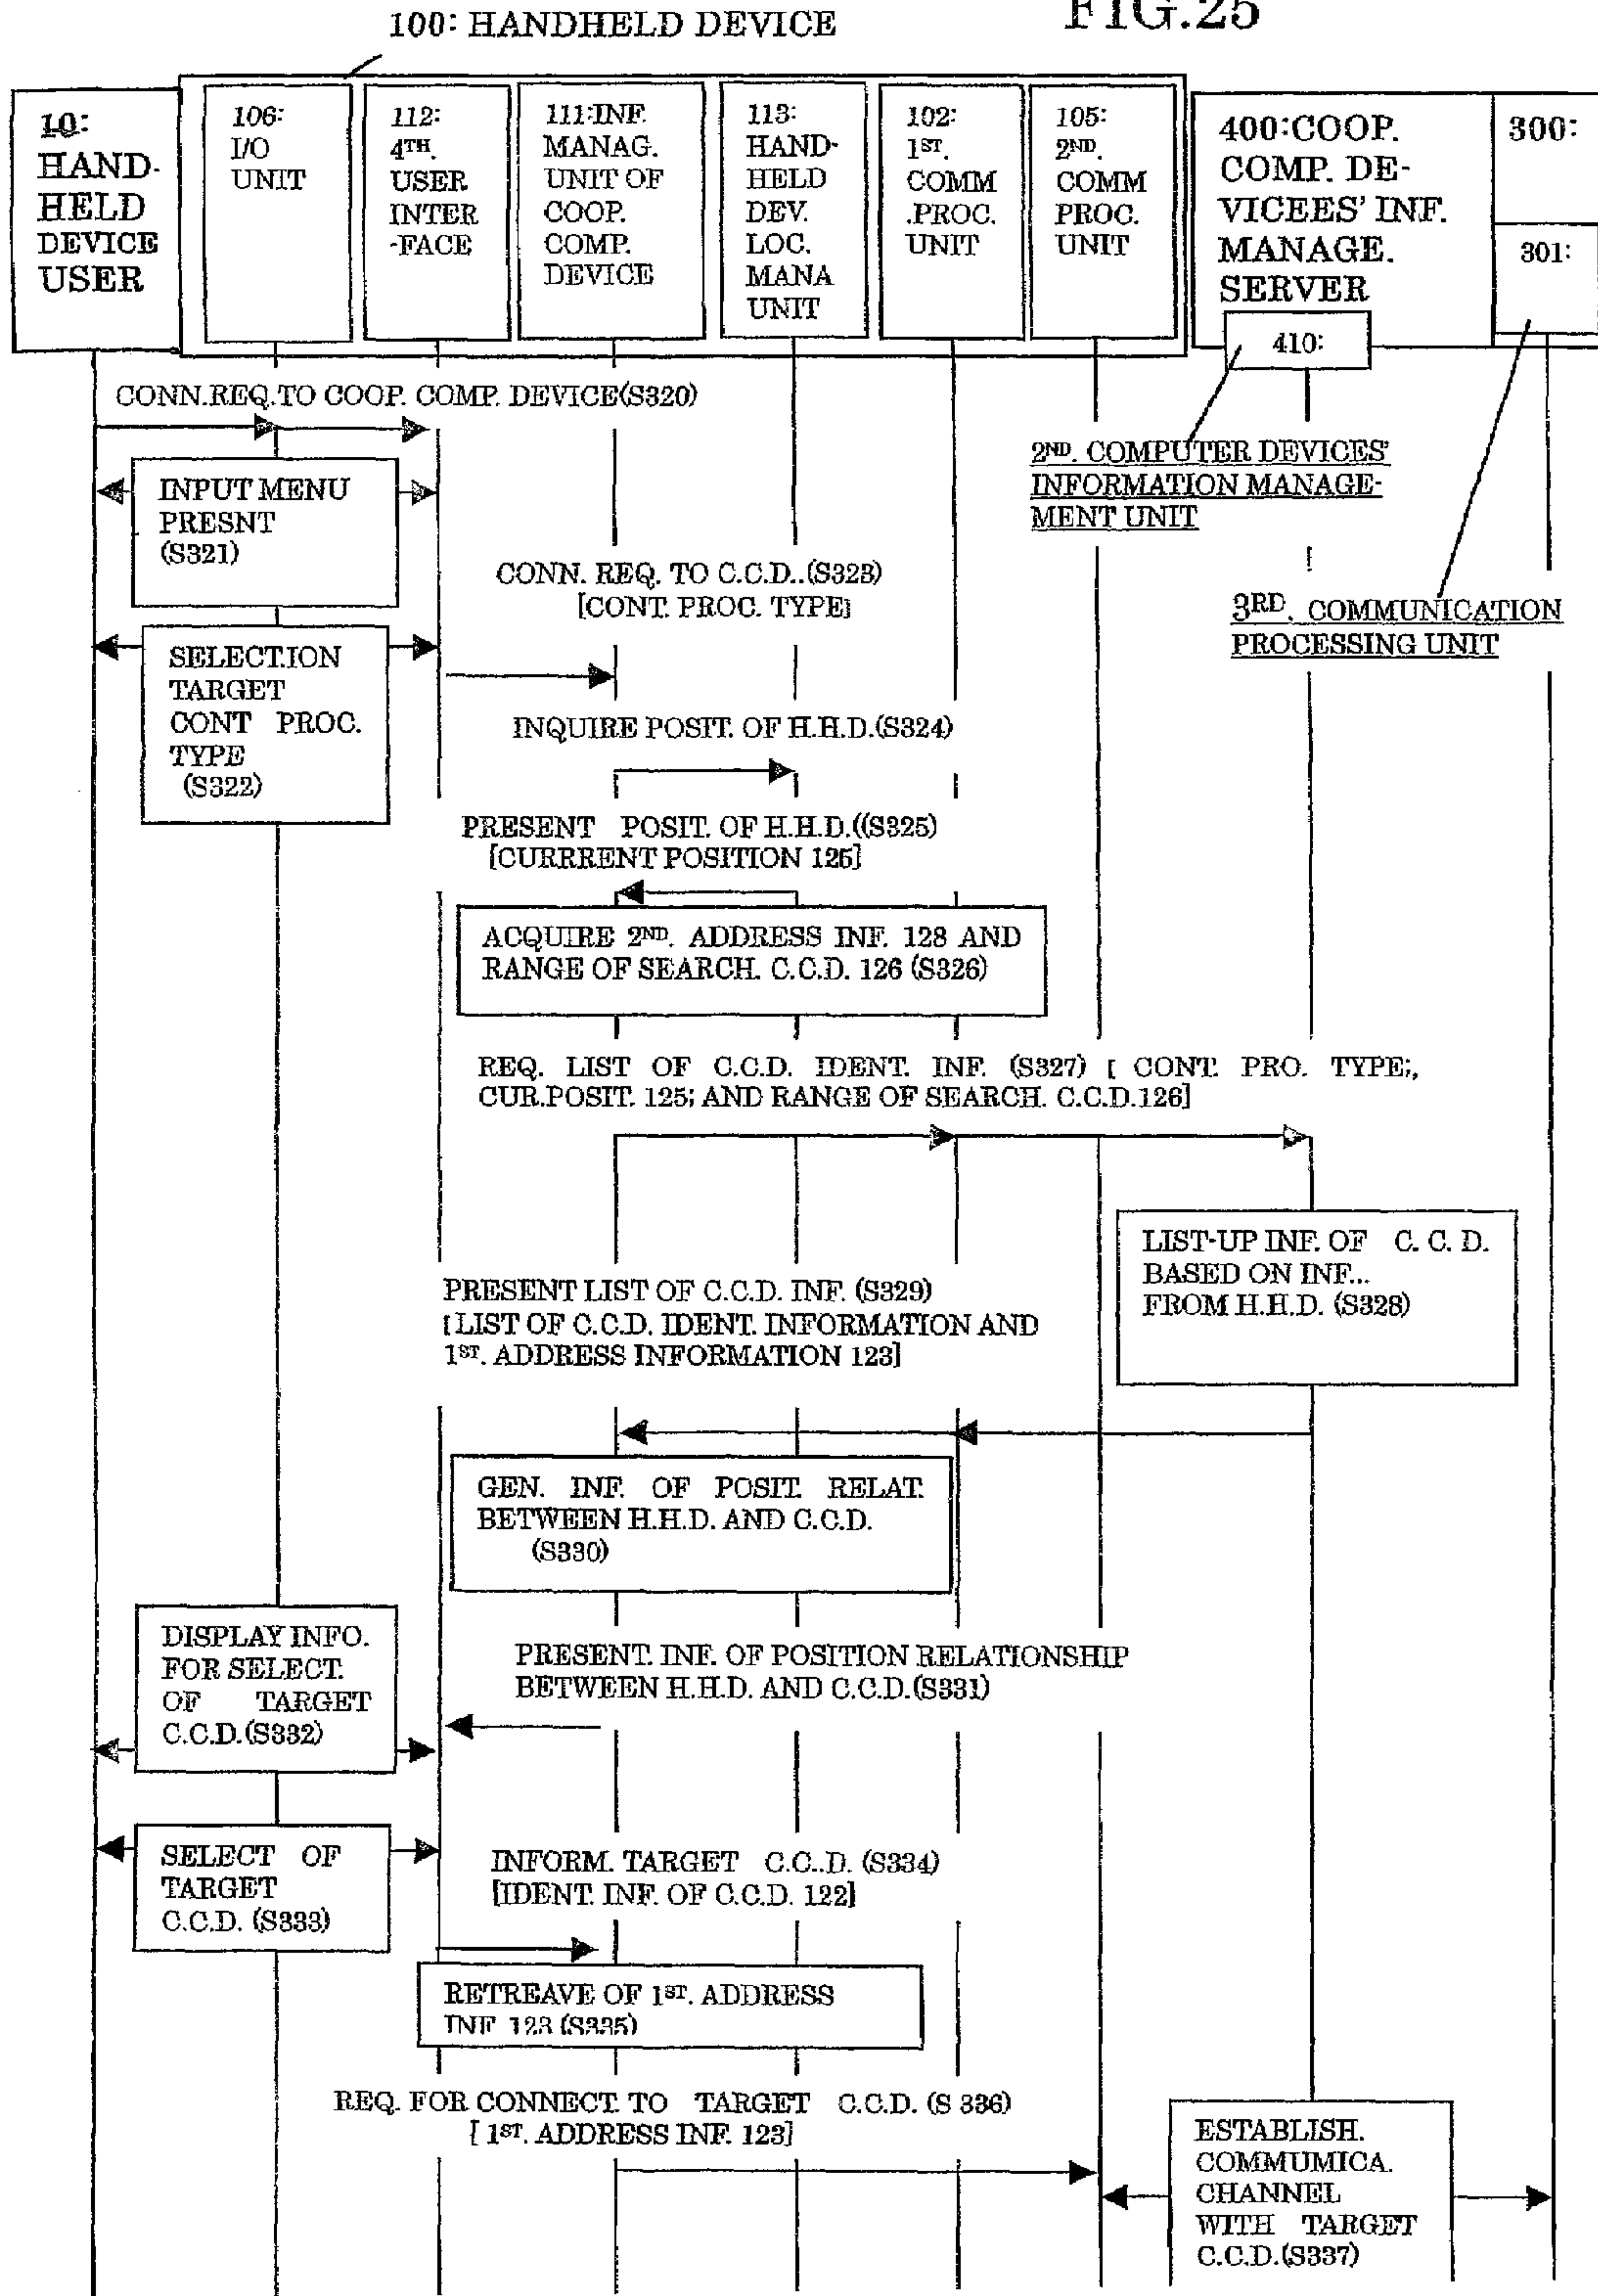 FIG.25
100: HANDHELD DEVICE
10:
HAND-
HELD
DEVICE
USER
106:
I/O
UNIT
112:
4TH.
USER
INTER
-FACE
111:INF.
MANAG.
UNIT OF
COOP.
COMP.
DEVICE
113:
HAND-
HELD
DEV.
LOC.
MANA
UNIT
102:
1ST.
COMM
.PROC.
UNIT
105:
2ND.
COMM
PROC.
UNIT
400:COOP.
COMP. DE-
VICEES' INF.
MANAGE.
SERVER
410:
300:
301:
CONN.REQ.TO COOP. COMP. DEVICE(S320)
2ND. COMPUTER DEVICES'
INFORMATION MANAGE-
MENT UNIT
INPUT MENU
PRESNT
(S321)
CONN. REQ. TO C.C.D..(S323)
[CONT. PROC. TYPE]
3RD. COMMUNICATION
PROCESSING UNIT
SELECT.ION
TARGET
CONT PROC.
TYPE
(S322)
INQUIRE POSIT. OF H.H.D.(S324)
PRESENT POSIT. OF H.H.D.((S325)
[CURRRENT POSITION 125]
ACQUIRE 2ND. ADDRESS INF. 128 AND
RANGE OF SEARCH. C.C.D. 126 (S326)
REQ. LIST OF C.C.D. IDENT. INF. (S327) [ CONT. PRO. TYPE;,
CUR.POSIT. 125; AND RANGE OF SEARCH. C.C.D.126]
LIST-UP INF. OF C. C. D.
BASED ON INF...
FROM H.H.D. (S328)
PRESENT LIST OF C.C.D. INF. (S329)
[LIST OF C.C.D. IDENT. INFORMATION AND
1ST. ADDRESS INFORMATION 123]
GEN. INF. OF POSIT. RELAT.
BETWEEN H.H.D. AND C.C.D.
(S330)
DISPLAY INFO.
FOR SELECT.
OF TARGET
C.C.D.(S332)
PRESENT. INF. OF POSITION RELATIONSHIP
BETWEEN H.H.D. AND C.C.D.(S331)
SELECT OF
TARGET
C.C.D. (S333)
INFORM. TARGET C.C..D. (S334)
[IDENT. INF. OF C.C.D. 122]
RETREAVE OF 1ST. ADDRESS
INF 123 (S335)
REQ. FOR CONNECT. TO TARGET C.C.D. (S 336)
[ 1ST. ADDRESS INF. 123]
ESTABLISH.
COMMUMICA.
CHANNEL
WITH TARGET
C.C.D.(S337)